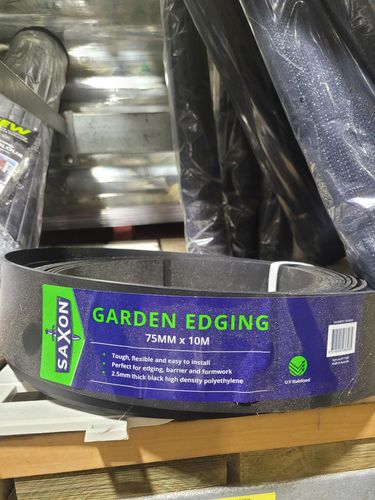 EW
SAXON
GARDEN EDGING
75MM x 10M
Tough, flexible and easy to install
Perfect for edging, barrier and formwork
2.5mm thick black high density polyethylene
U.V Stabilised